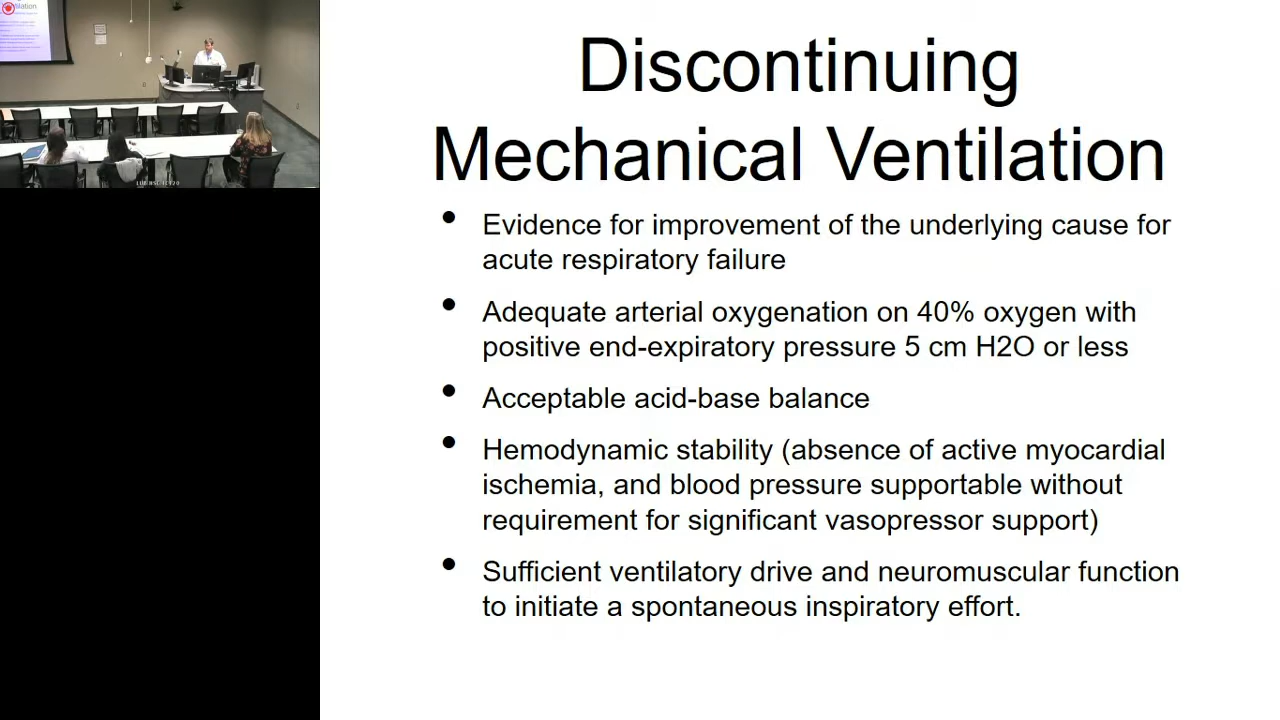 Discontinuing
Mechanical Ventilation
• Evidence for improvement of the underlying cause for
acute respiratory failure
• Adequate arterial oxygenation on 40% oxygen with
positive end-expiratory pressure 5 cm H2O or less
• Acceptable acid-base balance
• Hemodynamic stability (absence of active myocardial
ischemia, and blood pressure supportable without
requirement for significant vasopressor support)
• Sufficient ventilatory drive and neuromuscular function
to initiate a spontaneous inspiratory effort.